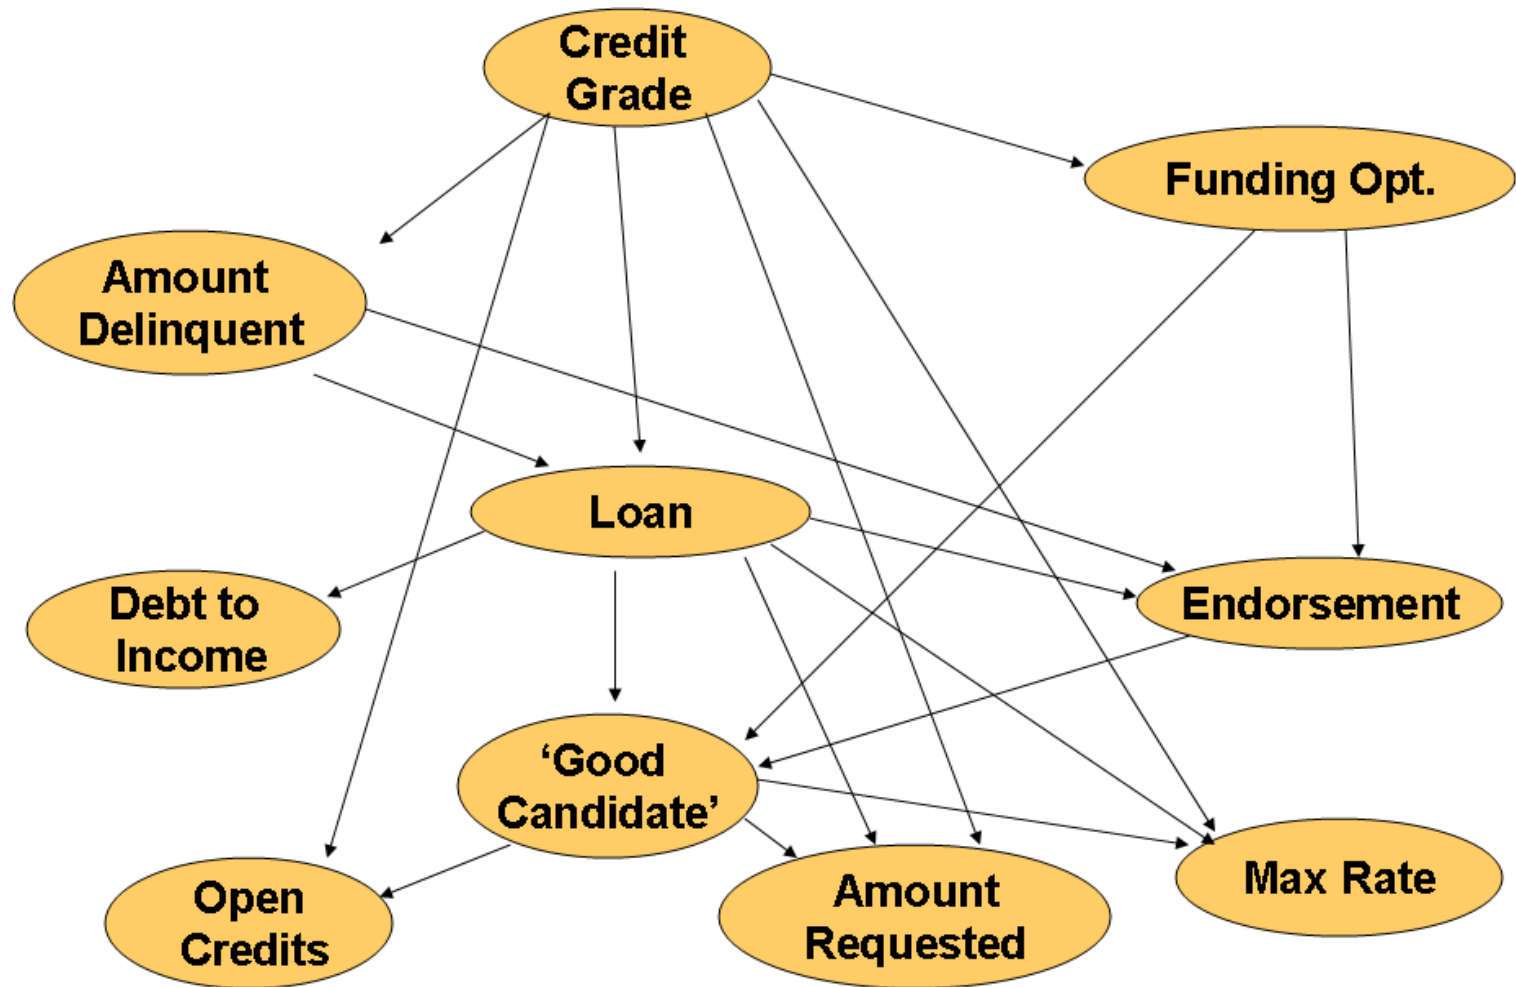 Credit
Grade
Funding Opt.
Amount
Delinquent
Loan
Debt to
Income
Endorsement
‘Good
Candidate’
Max Rate
Open
Credits
Amount
Requested